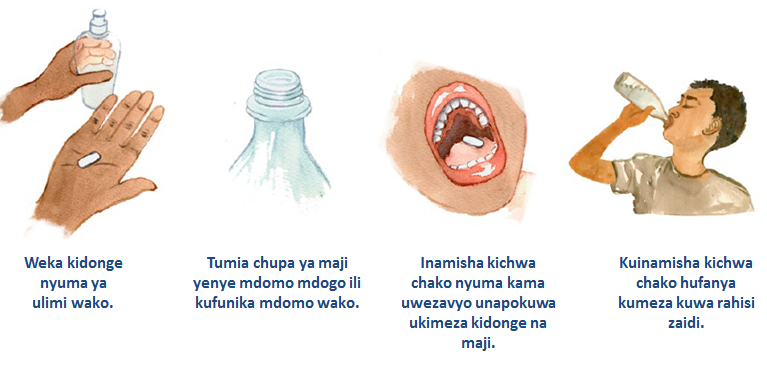 Weka kidonge
nyuma ya
ulimi wako.
Tumia chupa ya maji
yenye mdomo mdogo ili
kufunika mdomo wako.
Inamisha kichwa
chako nyuma kama
uwezavyo unapokuwa
ukimeza kidonge na
maji.
Kuinamisha kichwa
chako hufanya
kumeza kuwa rahisi
zaidi.